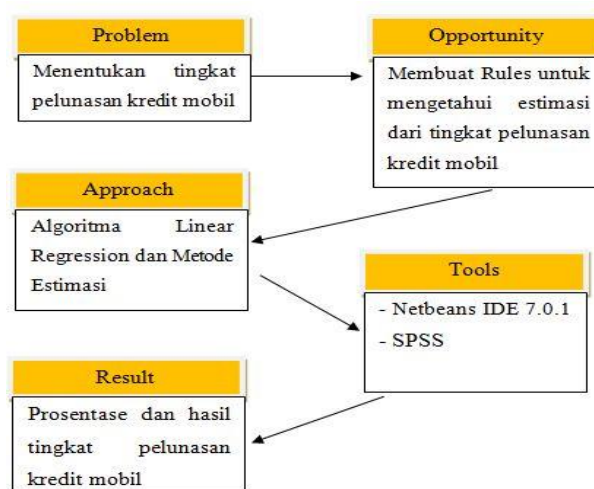 Problem
Menentukan tingkat
pelunasan kredit mobil
Opportunity
Membuat Rules untuk
mengetahui estimasi
dari tingkat pelunasan
kredit mobil
Approach
Algoritma Linear
Regression dan Metode
Estimasi
Tools
- Netbeans IDE 7.0.1
- SPSS
Result
Prosentase dan hasil
tingkat pelunasan
kredit mobil